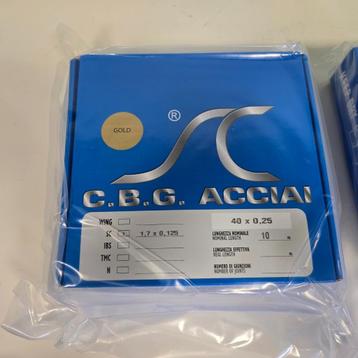 GOLD
®
C.B.G. ACCIAI
WING
SC 1.7 x 0,125
IBS
TMC
N
40 x 0,25
LUNGHEZZA NOMINALE
NOMINAL LENGTH 10 m
LUNGHEZZA EFFETTIVA
REAL LENGTH m
NUMERO DI GIUNZIONI
NUMBER OF JOINTS